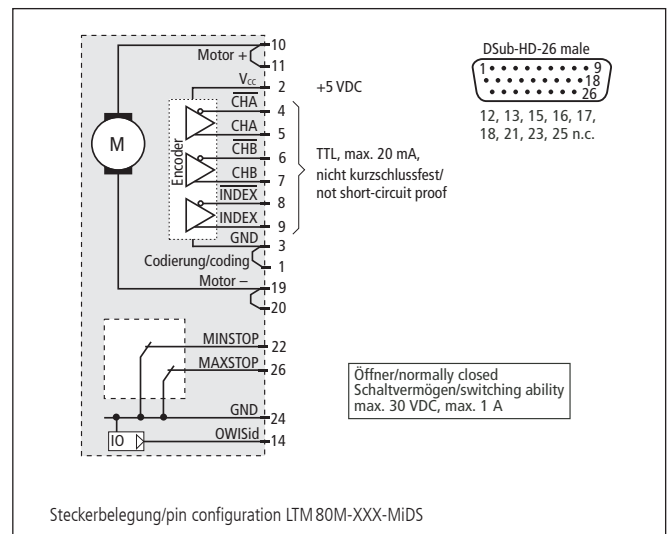 Motor + 10
11
V_CC 2 +5 VDC
C̅H̅A̅ 4
CHA 5
C̅H̅B̅ 6
CHB 7
I̅N̅D̅E̅X̅ 8
INDEX 9
GND 3
Codierung/coding 1
Motor – 19
20
M
Encoder
TTL, max. 20 mA,
nicht kurzschlussfest/
not short-circuit proof
DSub-HD-26 male
1 9
18
26
12, 13, 15, 16, 17,
18, 21, 23, 25 n.c.
MINSTOP 22
MAXSTOP 26
GND 24
IO OWISid 14
Öffner/normally closed
Schaltvermögen/switching ability
max. 30 VDC, max. 1 A
Steckerbelegung/pin configuration LTM 80M-XXX-MiDS